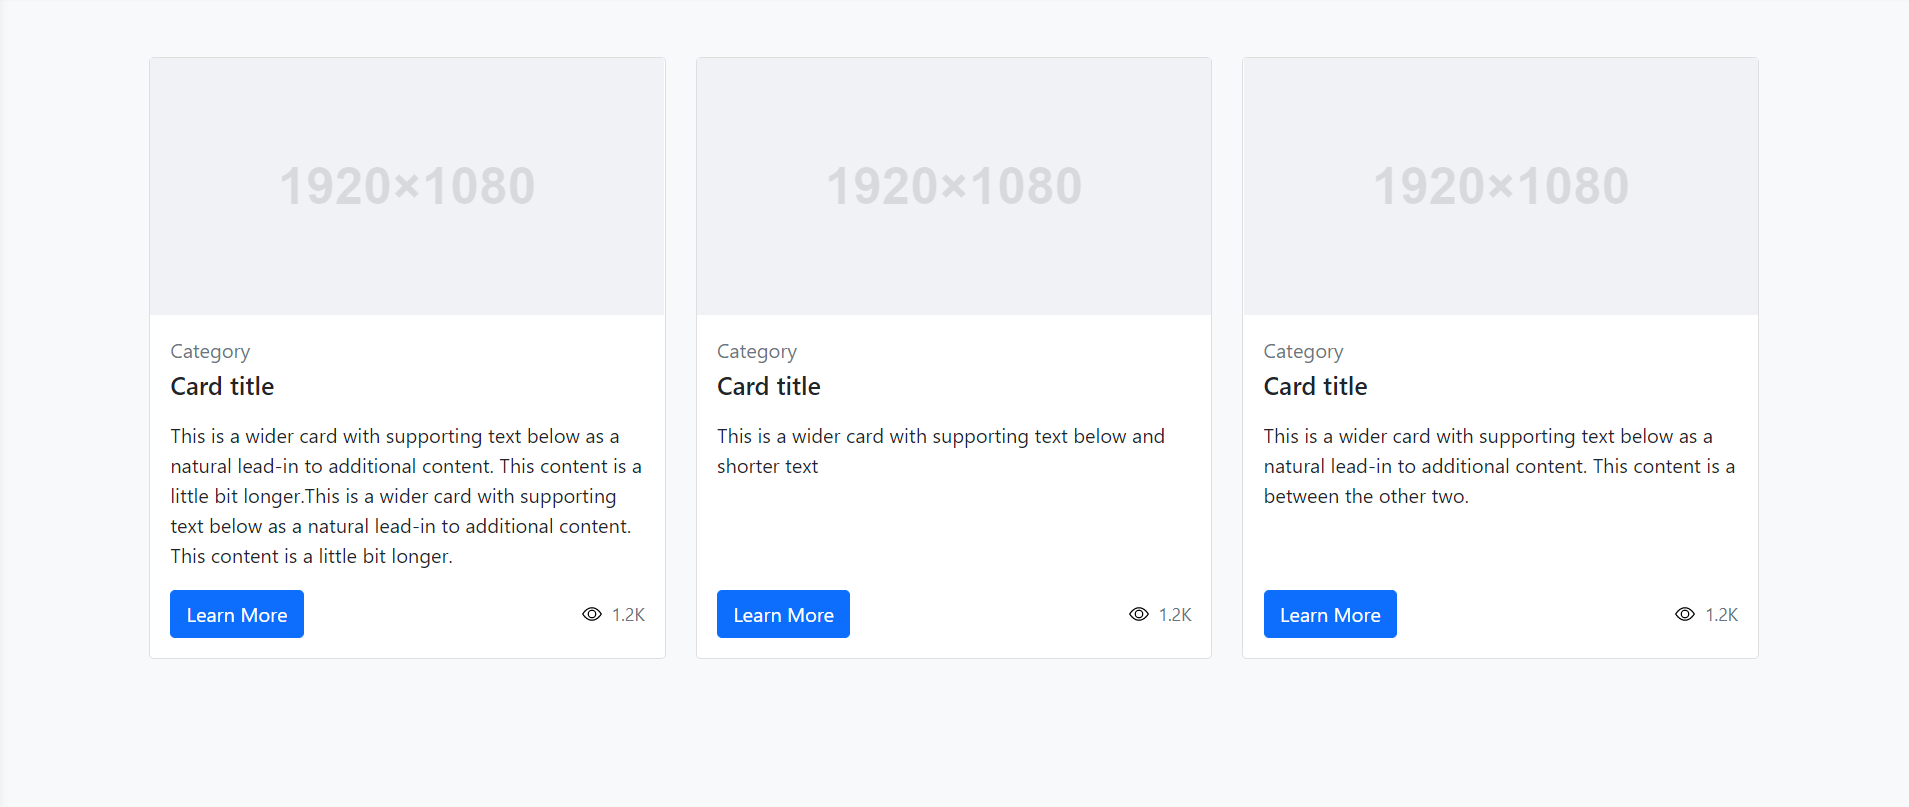 1920×1080
Category
Card title
This is a wider card with supporting text below as a
natural lead-in to additional content. This content is a
little bit longer.This is a wider card with supporting
text below as a natural lead-in to additional content.
This content is a little bit longer.
Learn More
1.2K
1920×1080
Category
Card title
This is a wider card with supporting text below and
shorter text
Learn More
1.2K
1920×1080
Category
Card title
This is a wider card with supporting text below as a
natural lead-in to additional content. This content is a
between the other two.
Learn More
1.2K